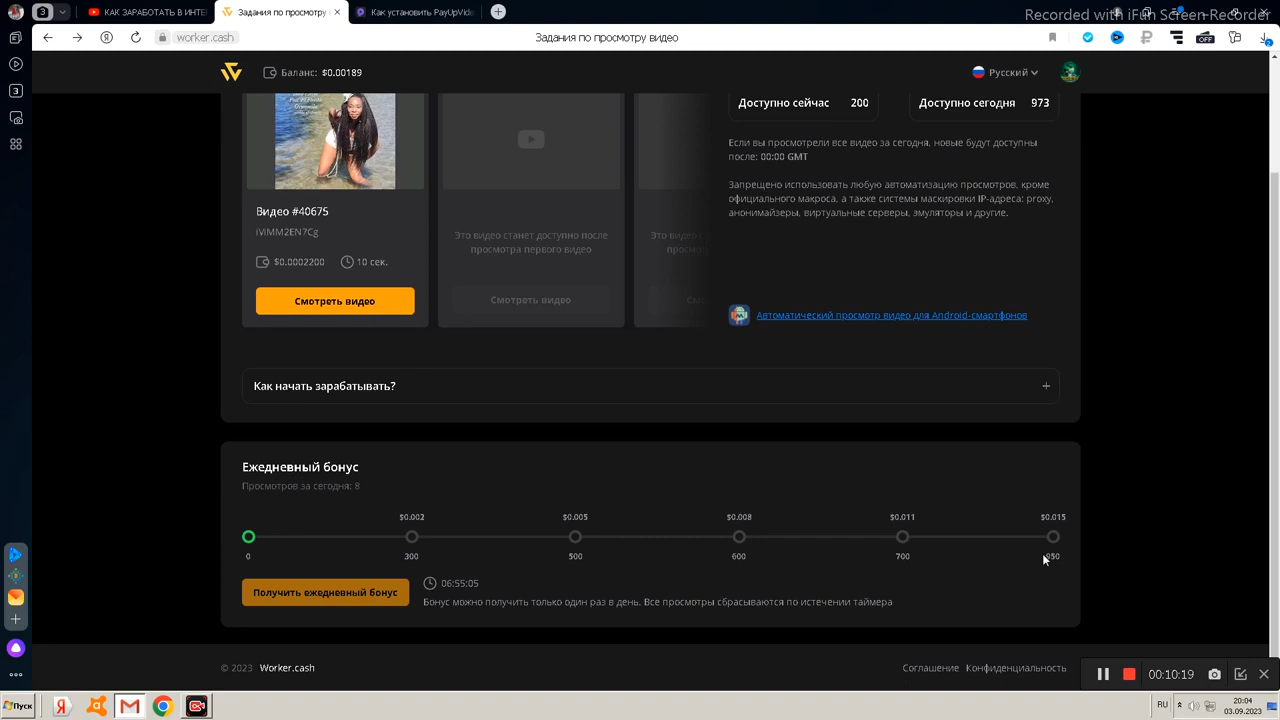 Recorded with iFun Screen Recorder
3
КАК ЗАРАБОТАТЬ В ИНТЕ
Задания по просмотру
Как установить PayUpVide
worker.cash
Задания по просмотру видео
OFF
2
3
Баланс: $0.00189
Русский
Доступно сейчас 200
Доступно сегодня 973
Если вы просмотрели все видео за сегодня, новые будут доступны
после: 00:00 GMT
Запрещено использовать любую автоматизацию просмотров, кроме
официального макроса, а также системы маскировки IP-адреса: proxy,
анонимайзеры, виртуальные серверы, эмуляторы и другие.
Автоматический просмотр видео для Android-смартфонов
Видео #40675
iViMM2EN7Cg
$0.0002200
10 сек.
Смотреть видео
Это видео станет доступно после
просмотра первого видео
Смотреть видео
Как начать зарабатывать?
Ежедневный бонус
Просмотров за сегодня: 8
$0.002 $0.005 $0.008 $0.011 $0.015
0 300 500 600 700 950
Получить ежедневный бонус
06:55:05
Бонус можно получить только один раз в день. Все просмотры сбрасываются по истечении таймера
© 2023 Worker.cash
Соглашение Конфиденциальность
00:10:19
Пуск
RU
20:04
03.09.2023